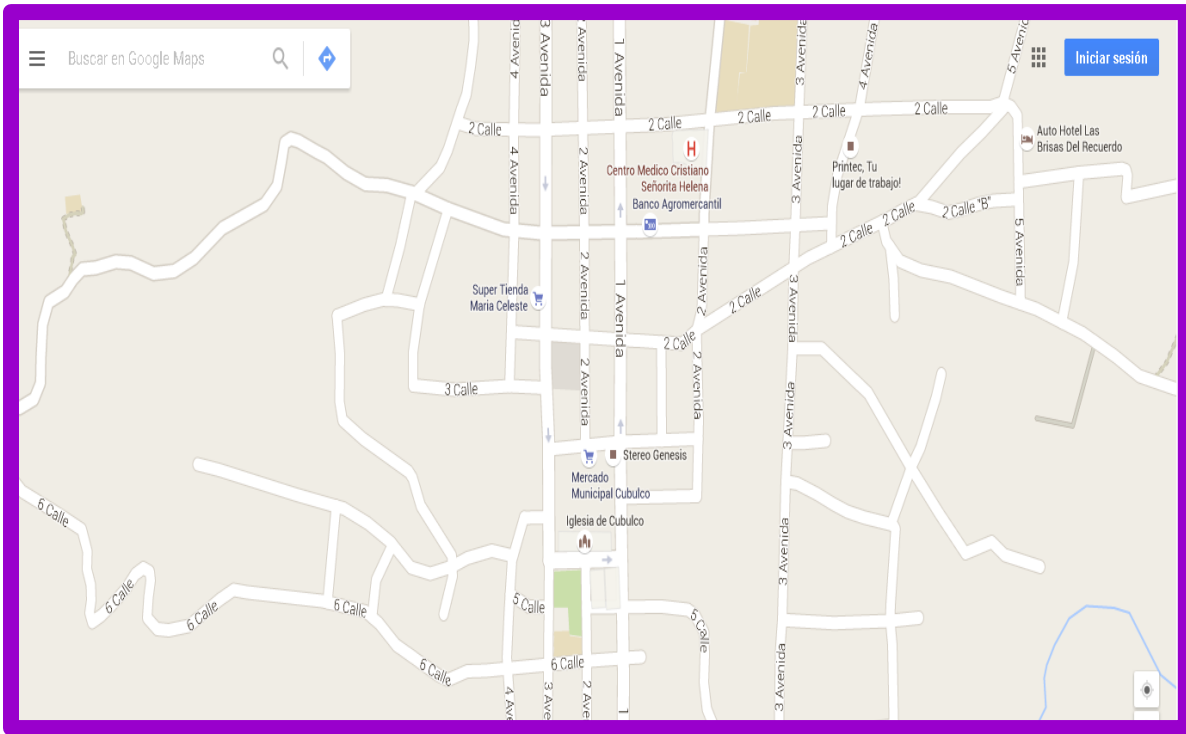 Buscar en Google Maps
Iniciar sesión
4 Avenida
3 Avenida
2 Avenida
1 Avenida
3 Avenida
4 Avenida
5 Avenida
2 Calle
2 Calle
2 Calle
2 Calle
2 Calle
Auto Hotel Las
Brisas Del Recuerdo
Centro Medico Cristiano
Señorita Helena
Printec, Tu
lugar de trabajo!
4 Avenida
2 Avenida
3 Avenida
Banco Agromercantil
2 Calle "B"
2 Calle
2 Calle
5 Avenida
2 Avenida
1 Avenida
2 Avenida
3 Avenida
Super Tienda
Maria Celeste
2 Calle
2 Calle
3 Calle
2 Avenida
2 Avenida
3 Avenida
Stereo Genesis
Mercado
Municipal Cubulco
6 Calle
Iglesia de Cubulco
3 Avenida
6 Calle
6 Calle
6 Calle
5 Calle
5 Calle
6 Calle
6 Calle
3 Avenida
4 Ave
3 Ave
2 Ave
1